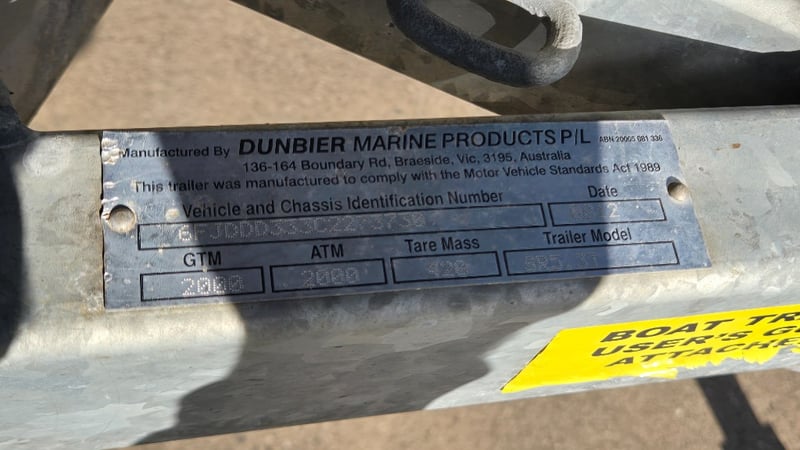 Manufactured By DUNBIER MARINE PRODUCTS P/L ABN 20005 081 336
136-164 Boundary Rd, Braeside, Vic, 3195, Australia
This trailer was manufactured to comply with the Motor Vehicle Standards Act 1989
Vehicle and Chassis Identification Number Date
GTM ATM Tare Mass Trailer Model
2000 2000 420
BOAT TR
USER'S G
ATTACHE